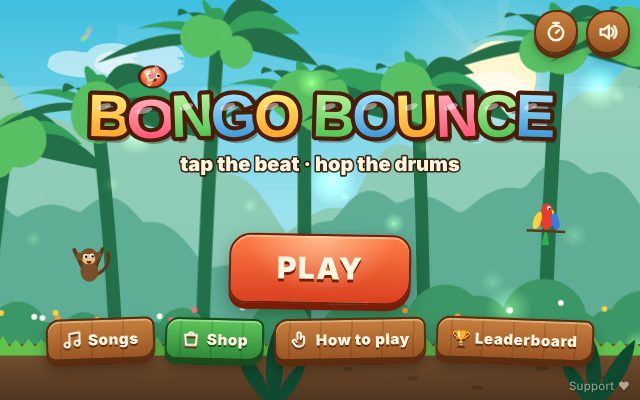 BONGO BOUNCE
tap the beat · hop the drums
PLAY
Songs
Shop
How to play
Leaderboard
Support ♥